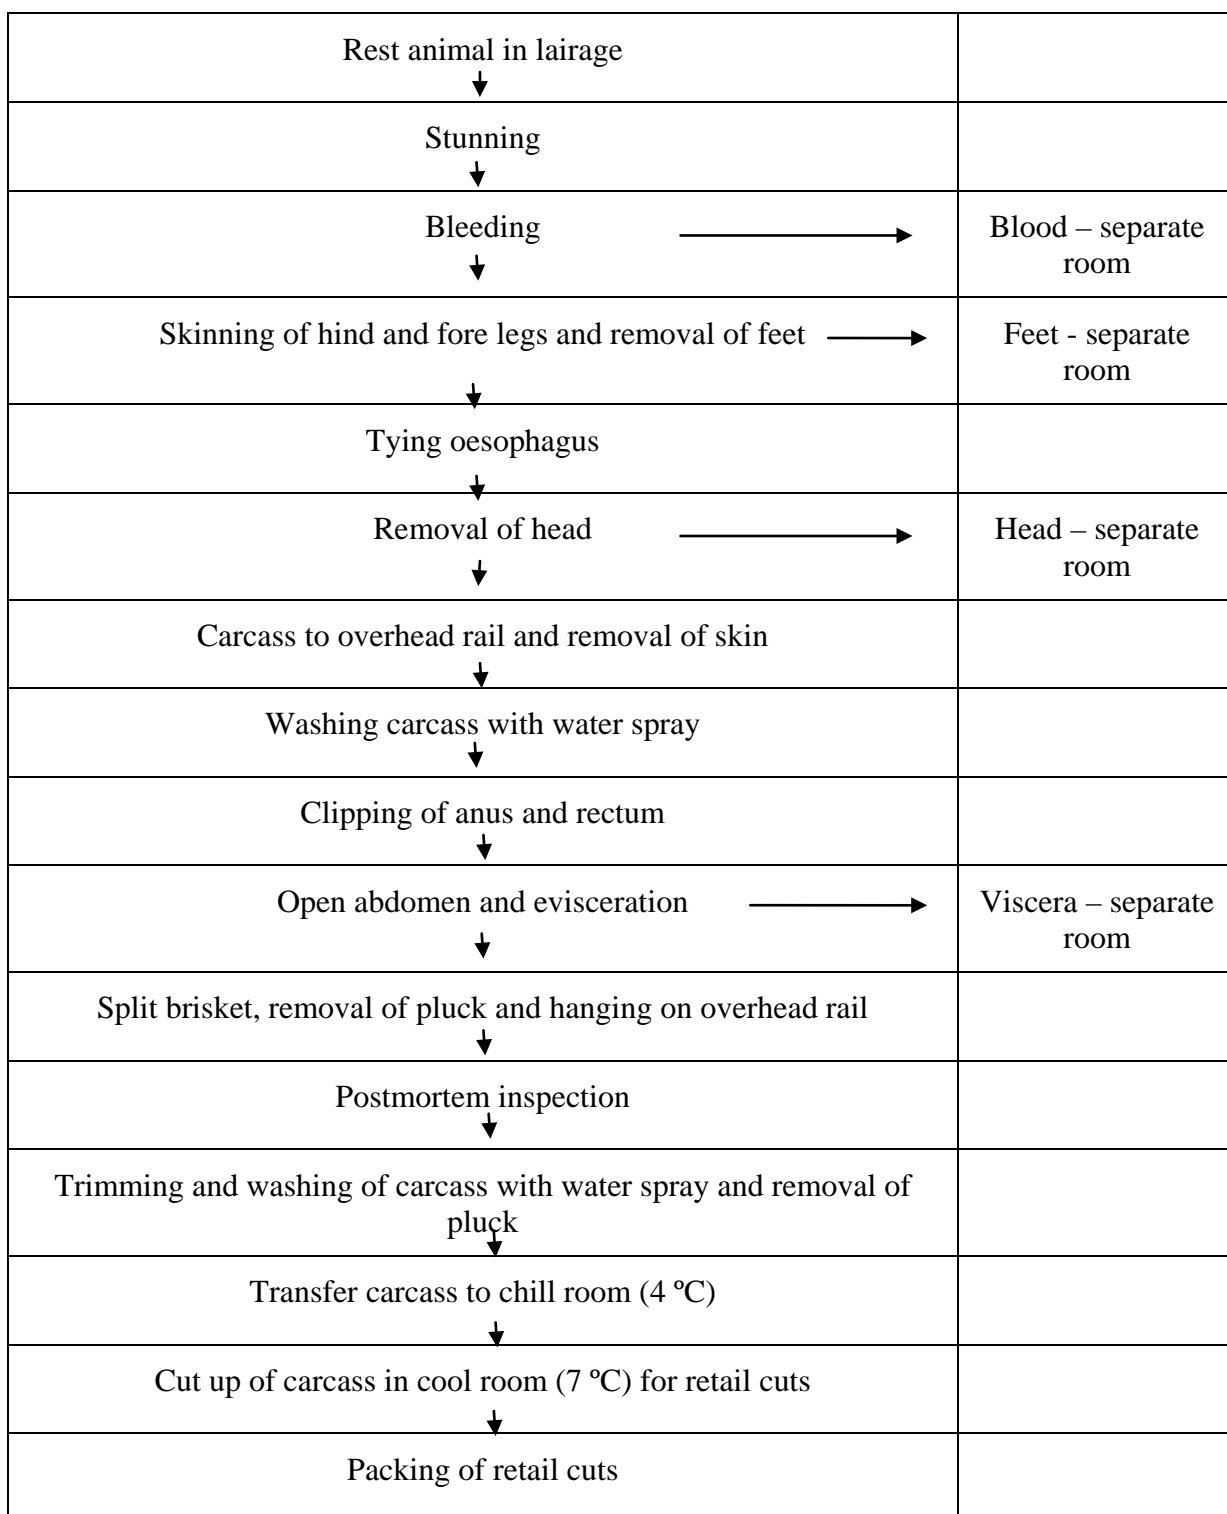 Rest animal in lairage
Stunning
Bleeding
Blood – separate
room
Skinning of hind and fore legs and removal of feet
Feet - separate
room
Tying oesophagus
Removal of head
Head – separate
room
Carcass to overhead rail and removal of skin
Washing carcass with water spray
Clipping of anus and rectum
Open abdomen and evisceration
Viscera – separate
room
Split brisket, removal of pluck and hanging on overhead rail
Postmortem inspection
Trimming and washing of carcass with water spray and removal of
pluck
Transfer carcass to chill room (4 ºC)
Cut up of carcass in cool room (7 ºC) for retail cuts
Packing of retail cuts